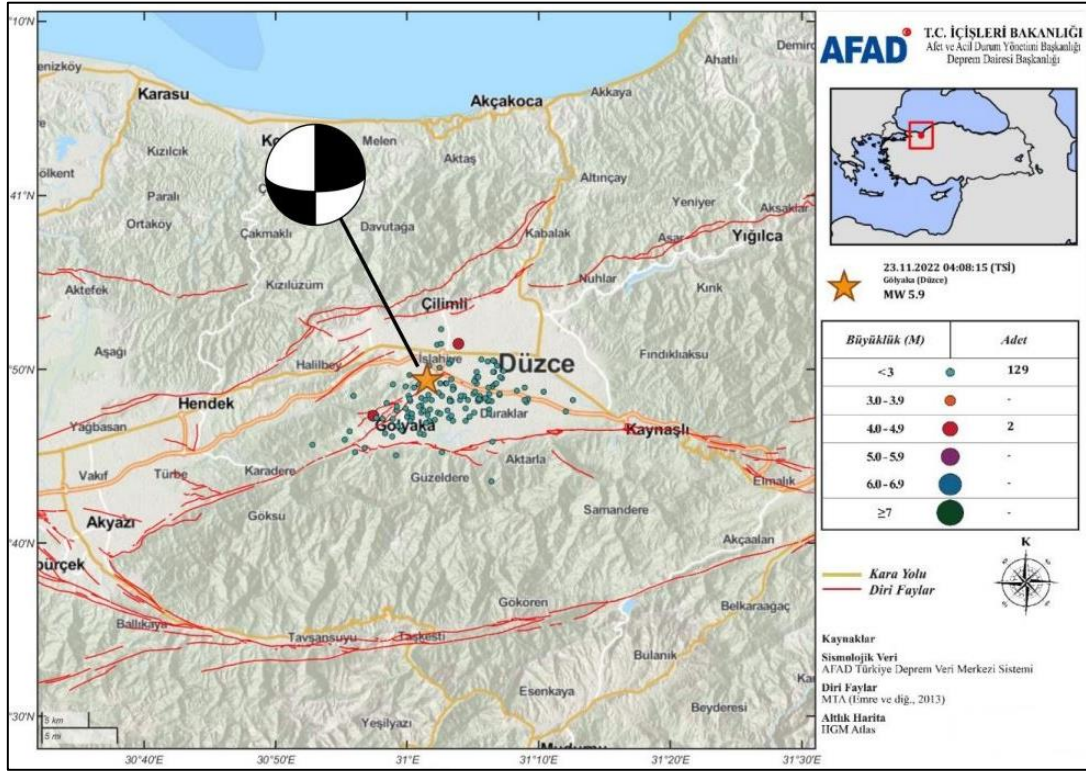 °10'N
41°N
°50'N
°40'N
°30'N
30°40'E
30°50'E
31°E
31°10'E
31°20'E
31°30'E
Karasu
Akçakoca
Ahatlı
Akkaya
Melen
Kızılcık
Aktaş
Paralı
Altınçay
Ortaköy
Çakmaklı
Davutağa
Kabalak
Yeniyer
Aksaklar
Asar
Yığılca
Aktefek
Kızılüzüm
Nuhlar
Kırık
Çilimli
Aşağı
Halilbey
İslahiye
Düzce
Fındıklıaksu
Hendek
Gölyaka
Duraklar
Yağbasan
Kaynaşlı
Vakıf
Türbe
Karadere
Güzeldere
Aktarla
Elmalık
Akyazı
Göksu
Samandere
Akçaalan
Gökören
Belkaraağaç
Ballıkaya
Tavşansuyu
Taşkesti
Bulanık
Esenkaya
Beyderesi
Yeşilyazı
5 km
5 mi
AFAD
T.C. İÇİŞLERİ BAKANLIĞI
Afet ve Acil Durum Yönetimi Başkanlığı
Deprem Dairesi Başkanlığı
23.11.2022 04:08:15 (TSİ)
Gölyaka (Düzce)
MW 5.9
Büyüklük (M) Adet
<3 129
3.0 - 3.9 -
4.0 - 4.9 2
5.0 - 5.9 -
6.0 - 6.9 -
≥7 -
Kara Yolu
Diri Faylar
K
Kaynaklar
Sismolojik Veri
AFAD Türkiye Deprem Veri Merkezi Sistemi
Diri Faylar
MTA (Emre ve diğ., 2013)
Altlık Harita
HGM Atlas